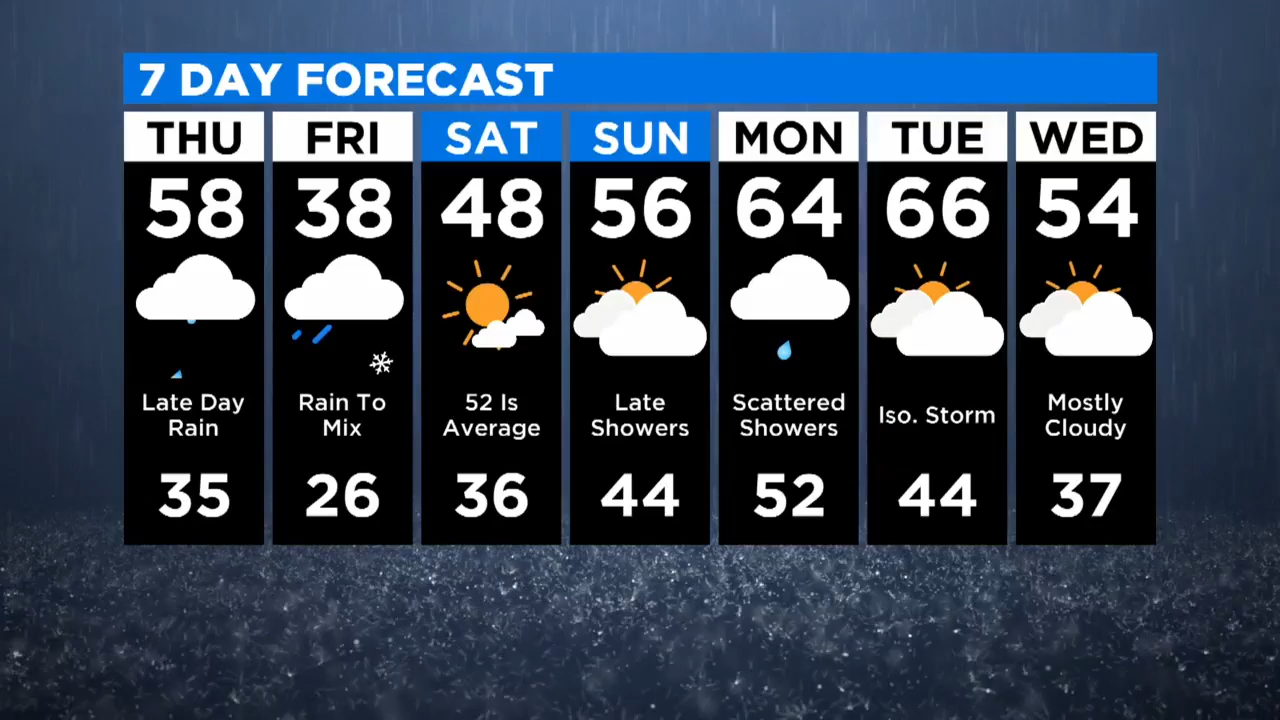 7 DAY FORECAST
THU
58
Late Day
Rain
35
FRI
38
Rain To
Mix
26
SAT
48
52 Is
Average
36
SUN
56
Late
Showers
44
MON
64
Scattered
Showers
52
TUE
66
Iso. Storm
44
WED
54
Mostly
Cloudy
37